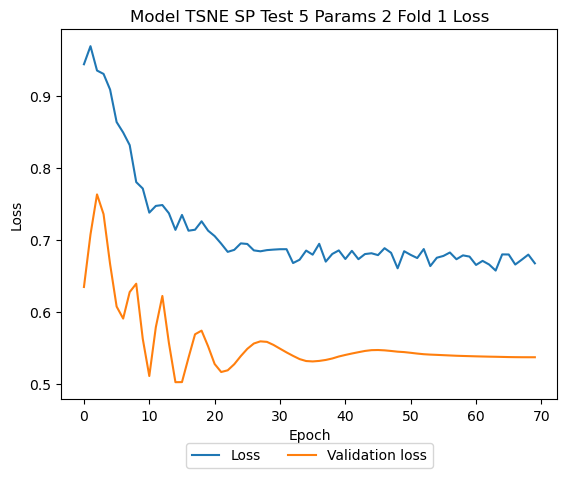 Model TSNE SP Test 5 Params 2 Fold 1 Loss
0.9
0.8
0.7
0.6
0.5
Loss
0 10 20 30 40 50 60 70
Epoch
Loss Validation loss